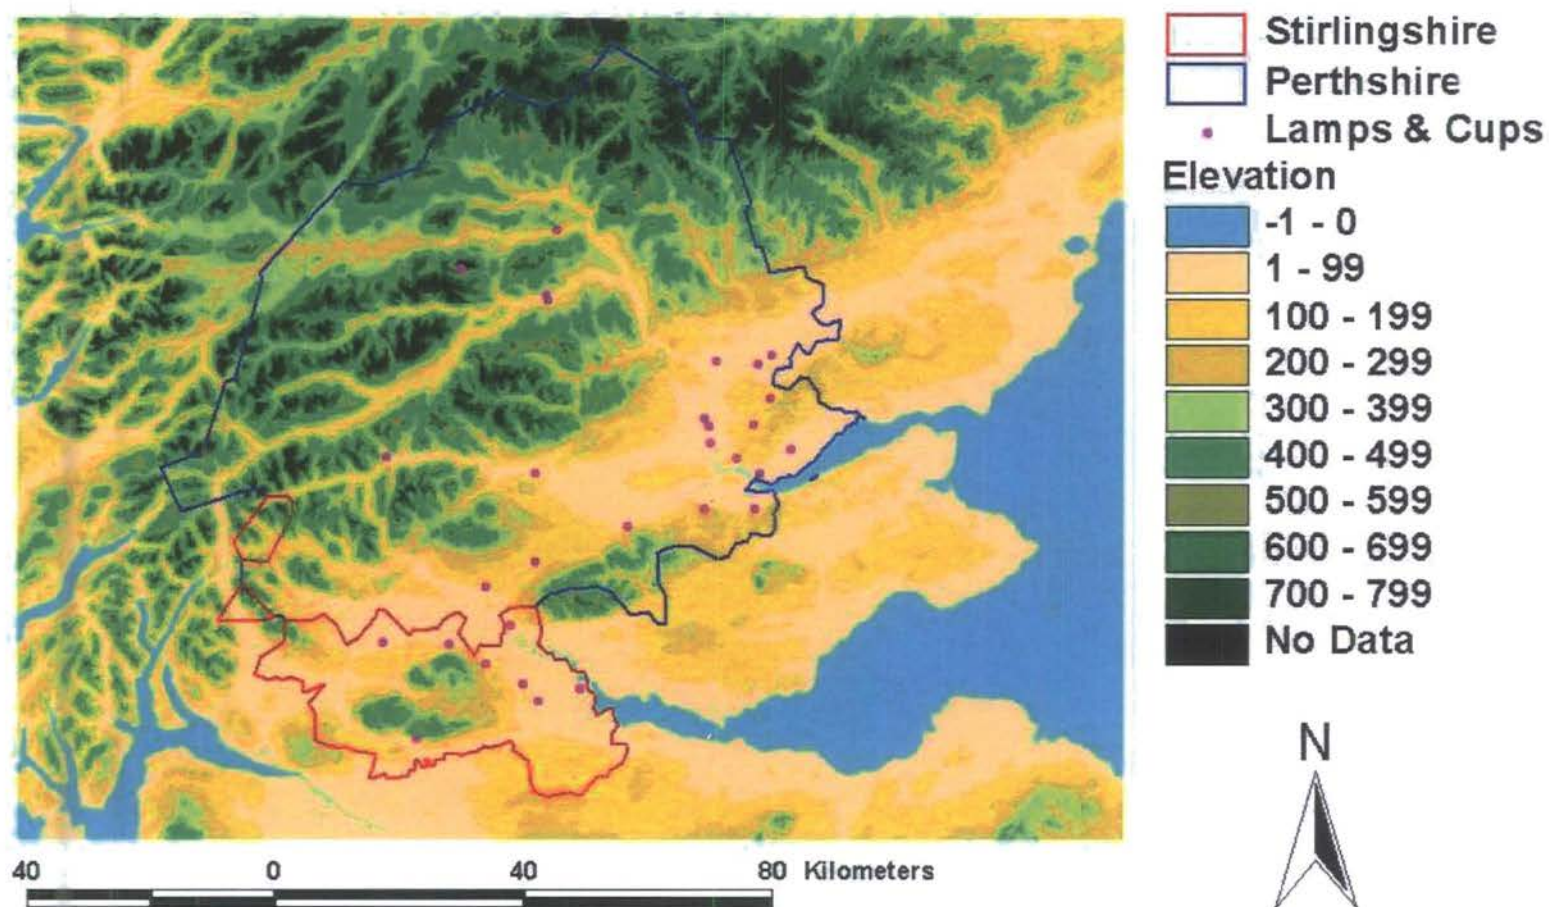 Stirlingshire
Perthshire
Lamps & Cups
Elevation
-1 - 0
1 - 99
100 - 199
200 - 299
300 - 399
400 - 499
500 - 599
600 - 699
700 - 799
No Data
N
40 0 40 80 Kilometers